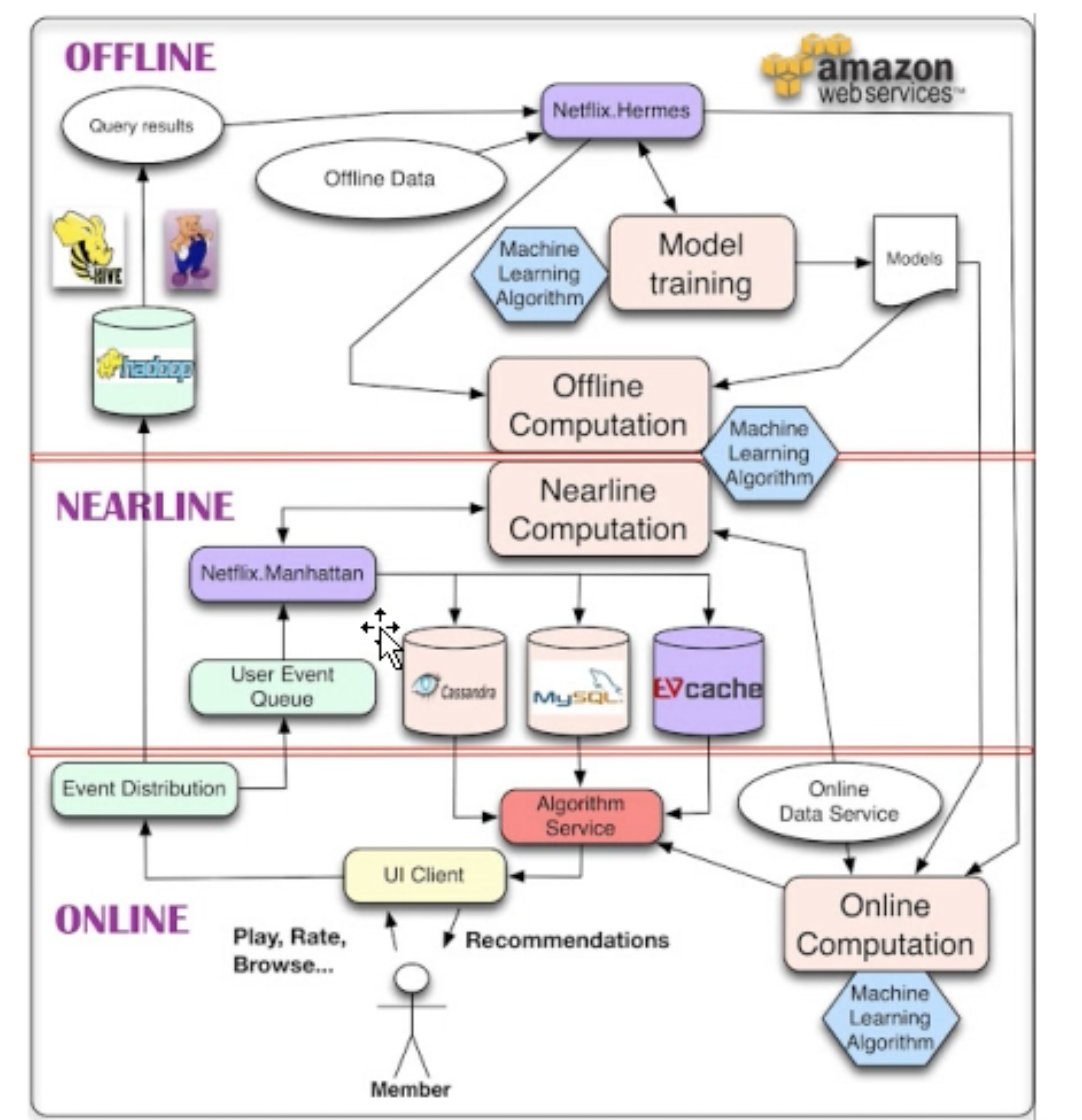 OFFLINE
amazon
web services™
Query results
Netflix.Hermes
Offline Data
HIVE
Machine
Learning
Algorithm
Model
training
Models
hadoop
Offline
Computation
Machine
Learning
Algorithm
NEARLINE
Nearline
Computation
Netflix.Manhattan
User Event
Queue
Cassandra
MySQL.
EVcache
Event Distribution
Algorithm
Service
Online
Data Service
UI Client
ONLINE
Play, Rate,
Browse...
Recommendations
Online
Computation
Machine
Learning
Algorithm
Member